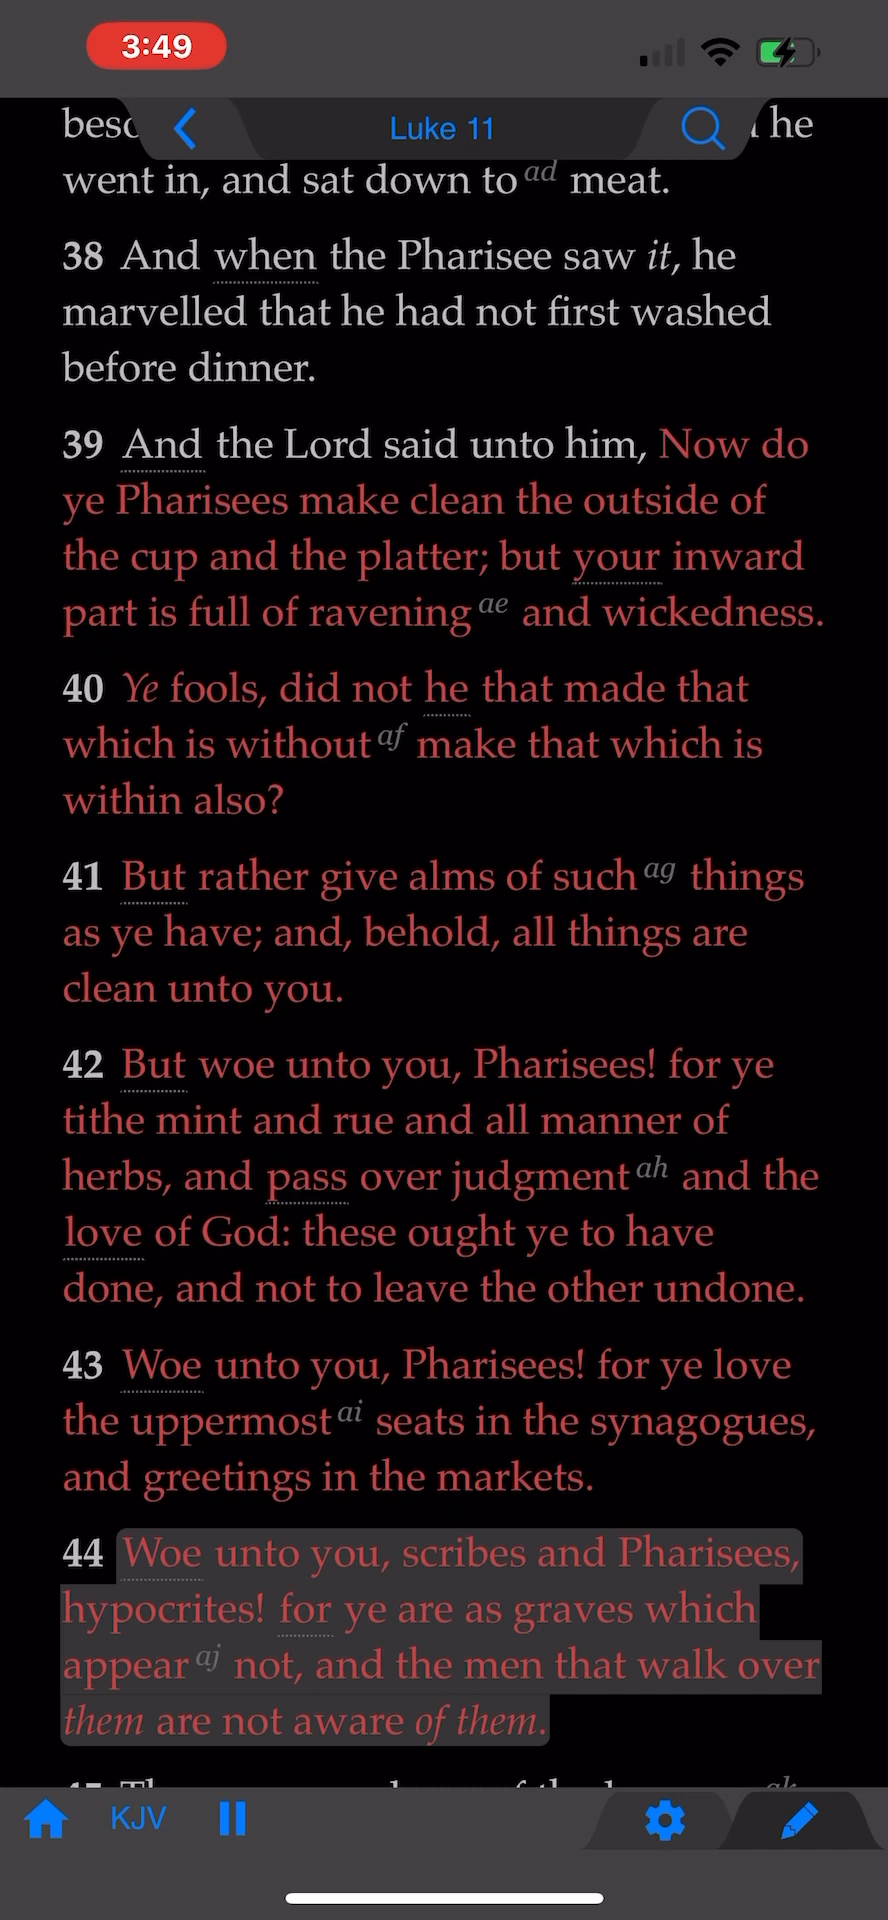 3:49
Luke 11
he
went in, and sat down to ad meat.
38 And when the Pharisee saw it, he
marvelled that he had not first washed
before dinner.
39 And the Lord said unto him, Now do
ye Pharisees make clean the outside of
the cup and the platter; but your inward
part is full of ravening ae and wickedness.
40 Ye fools, did not he that made that
which is without af make that which is
within also?
41 But rather give alms of such ag things
as ye have; and, behold, all things are
clean unto you.
42 But woe unto you, Pharisees! for ye
tithe mint and rue and all manner of
herbs, and pass over judgment ah and the
love of God: these ought ye to have
done, and not to leave the other undone.
43 Woe unto you, Pharisees! for ye love
the uppermost ai seats in the synagogues,
and greetings in the markets.
44 Woe unto you, scribes and Pharisees,
hypocrites! for ye are as graves which
appear aj not, and the men that walk over
them are not aware of them.
KJV